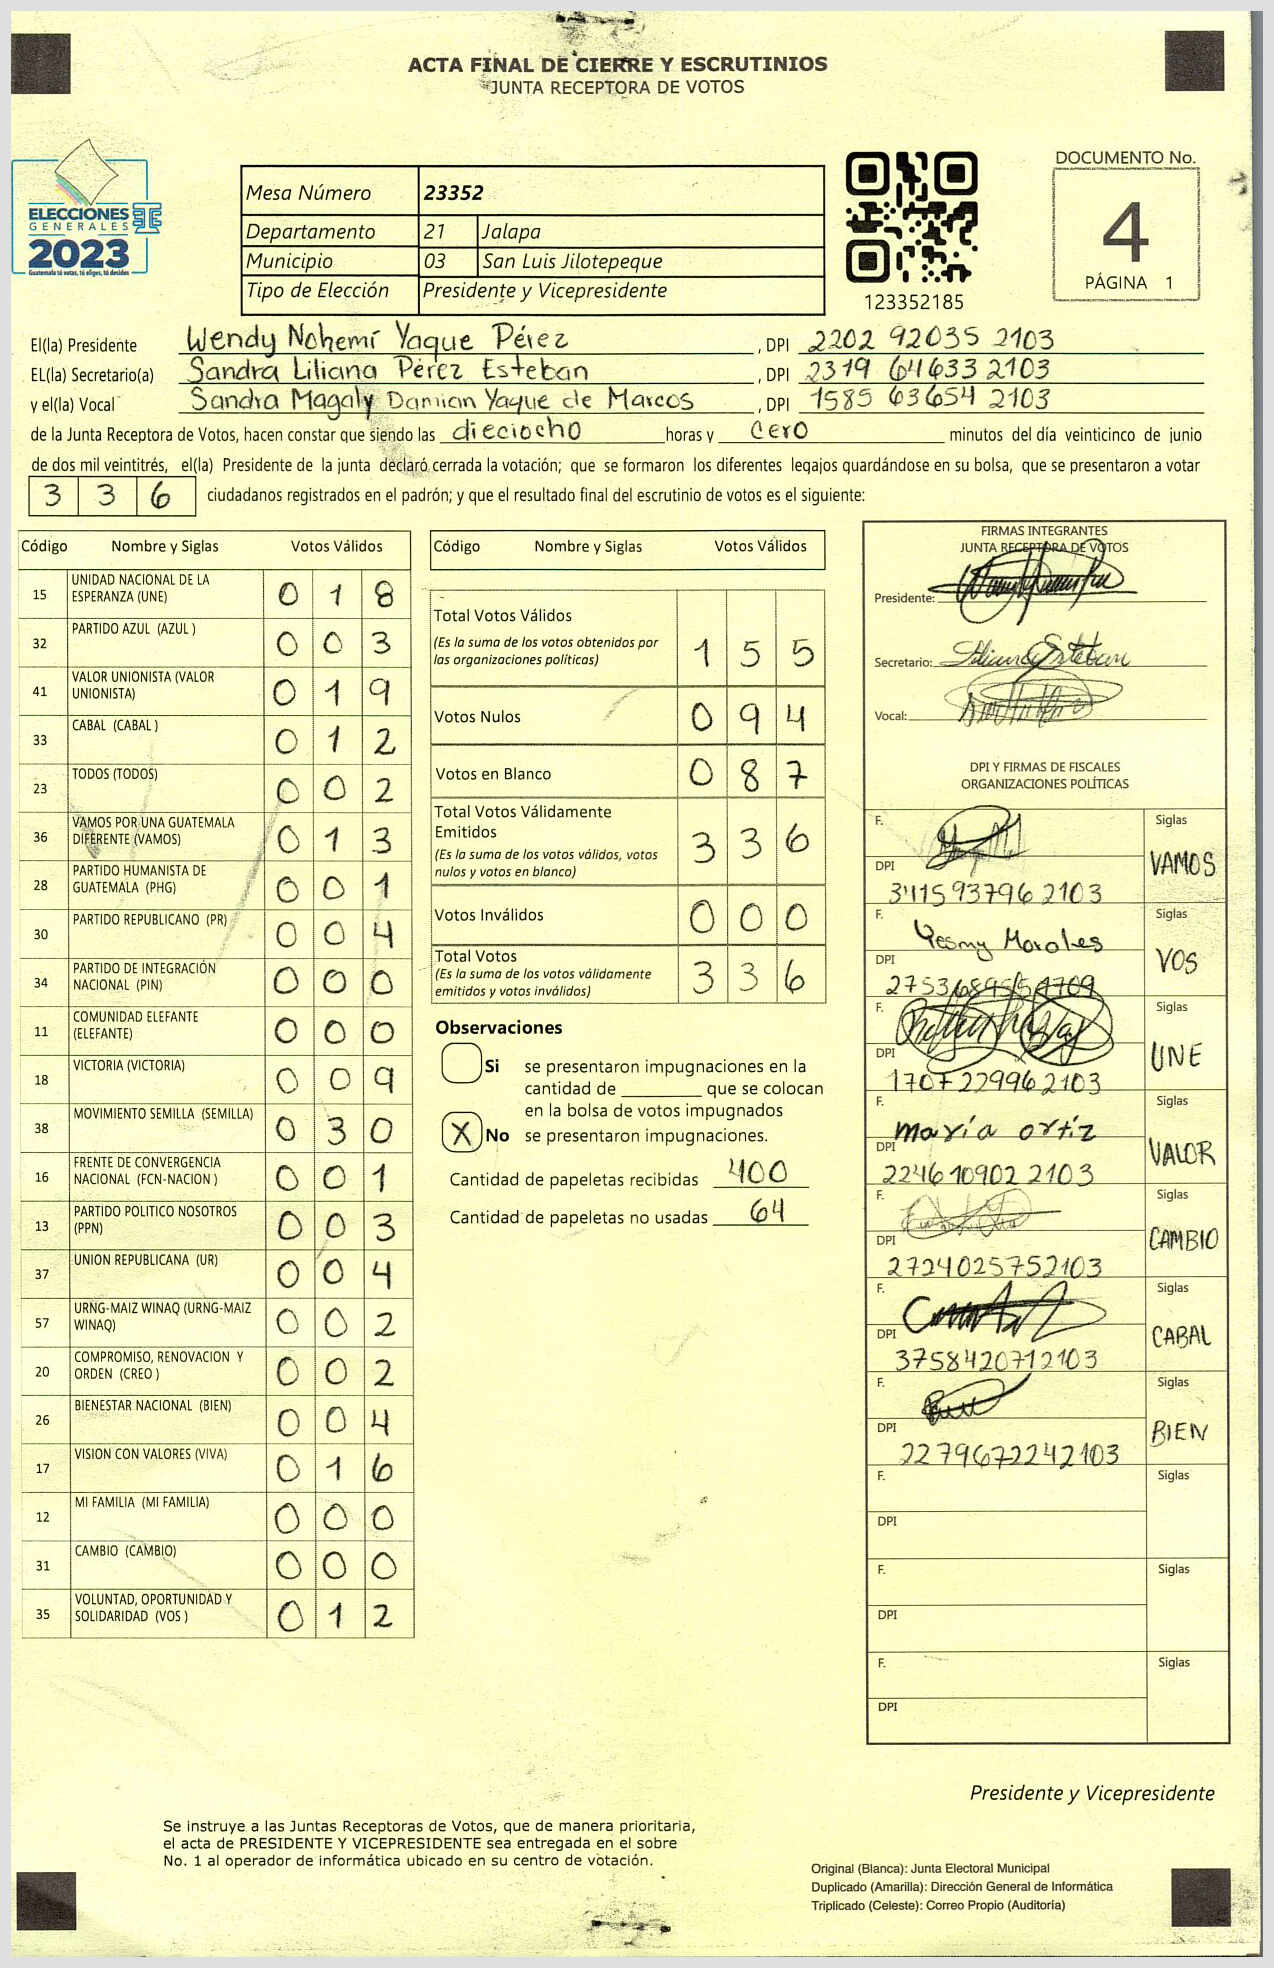 ACTA FINAL DE CIERRE Y ESCRUTINIOS
JUNTA RECEPTORA DE VOTOS
ELECCIONES
GENERALES
2023
Guatemala tú votas, tú eliges, tú decides
Mesa Número 23352
Departamento 21 Jalapa
Municipio 03 San Luis Jilotepeque
Tipo de Elección Presidente y Vicepresidente
123352185
DOCUMENTO No.
4
PÁGINA 1
El(la) Presidente Wendy Nohemí Yaque Pérez, DPI 2202 92035 2103
EL(la) Secretario(a) Sandra Liliana Pérez Esteban, DPI 2319 64633 2103
y el(la) Vocal Sandra Magaly Damian Yaque de Marcos, DPI 1585 63654 2103
de la Junta Receptora de Votos, hacen constar que siendo las dieciocho horas y cero minutos del día veinticinco de junio
de dos mil veintitrés, el(la) Presidente de la junta declaró cerrada la votación; que se formaron los diferentes legajos guardándose en su bolsa, que se presentaron a votar
3 3 6 ciudadanos registrados en el padrón; y que el resultado final del escrutinio de votos es el siguiente:
Código Nombre y Siglas Votos Válidos
15 UNIDAD NACIONAL DE LA ESPERANZA (UNE) 0 1 8
32 PARTIDO AZUL (AZUL ) 0 0 3
41 VALOR UNIONISTA (VALOR UNIONISTA) 0 1 9
33 CABAL (CABAL ) 0 1 2
23 TODOS (TODOS) 0 0 2
36 VAMOS POR UNA GUATEMALA DIFERENTE (VAMOS) 0 1 3
28 PARTIDO HUMANISTA DE GUATEMALA (PHG) 0 0 1
30 PARTIDO REPUBLICANO (PR) 0 0 4
34 PARTIDO DE INTEGRACIÓN NACIONAL (PIN) 0 0 0
11 COMUNIDAD ELEFANTE (ELEFANTE) 0 0 0
18 VICTORIA (VICTORIA) 0 0 9
38 MOVIMIENTO SEMILLA (SEMILLA) 0 3 0
16 FRENTE DE CONVERGENCIA NACIONAL (FCN-NACION ) 0 0 1
13 PARTIDO POLITICO NOSOTROS (PPN) 0 0 3
37 UNION REPUBLICANA (UR) 0 0 4
57 URNG-MAIZ WINAQ (URNG-MAIZ WINAQ) 0 0 2
20 COMPROMISO, RENOVACION Y ORDEN (CREO ) 0 0 2
26 BIENESTAR NACIONAL (BIEN) 0 0 4
17 VISION CON VALORES (VIVA) 0 1 6
12 MI FAMILIA (MI FAMILIA) 0 0 0
31 CAMBIO (CAMBIO) 0 0 0
35 VOLUNTAD, OPORTUNIDAD Y SOLIDARIDAD (VOS ) 0 1 2
Código Nombre y Siglas Votos Válidos
Total Votos Válidos
(Es la suma de los votos obtenidos por
las organizaciones políticas) 1 5 5
Votos Nulos 0 9 4
Votos en Blanco 0 8 7
Total Votos Válidamente
Emitidos
(Es la suma de los votos válidos, votos
nulos y votos en blanco) 3 3 6
Votos Inválidos 0 0 0
Total Votos
(Es la suma de los votos válidamente
emitidos y votos inválidos) 3 3 6
Observaciones
Si se presentaron impugnaciones en la
cantidad de ________ que se colocan
en la bolsa de votos impugnados
X No se presentaron impugnaciones.
Cantidad de papeletas recibidas 400
Cantidad de papeletas no usadas 64
FIRMAS INTEGRANTES
JUNTA RECEPTORA DE VOTOS
Presidente:
Secretario: Esteban
Vocal:
DPI Y FIRMAS DE FISCALES
ORGANIZACIONES POLÍTICAS
F. Siglas
DPI 3415937962103 VAMOS
F. Yesmy Morales Siglas
DPI VOS
F. Siglas
DPI 1707229962103 UNE
F. maría ortiz Siglas
DPI 2246109022103 VALOR
F. Siglas
DPI 2724025752103 CAMBIO
F. Siglas
DPI 3758420712103 CABAL
F. Siglas
DPI 2279672242103 BIEN
F. Siglas
DPI
F. Siglas
DPI
F. Siglas
DPI
Presidente y Vicepresidente
Se instruye a las Juntas Receptoras de Votos, que de manera prioritaria,
el acta de PRESIDENTE Y VICEPRESIDENTE sea entregada en el sobre
No. 1 al operador de informática ubicado en su centro de votación.
Original (Blanca): Junta Electoral Municipal
Duplicado (Amarilla): Dirección General de Informática
Triplicado (Celeste): Correo Propio (Auditoría)